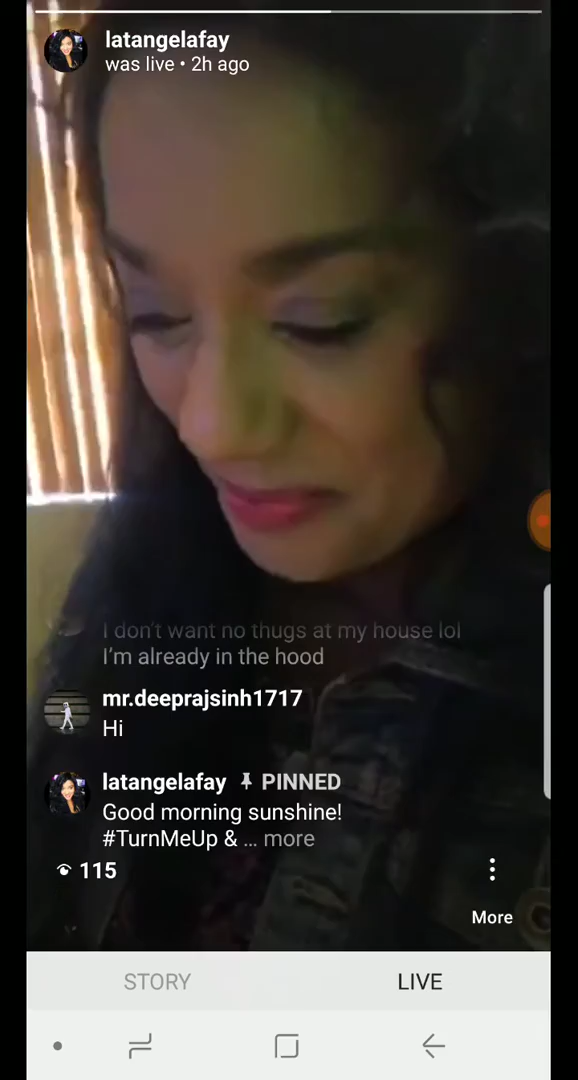 latangelafay
was live • 2h ago
I don't want no thugs at my house lol
I'm already in the hood
mr.deeprajsinh1717
Hi
latangelafay PINNED
Good morning sunshine!
#TurnMeUp & ... more
115
More
STORY LIVE